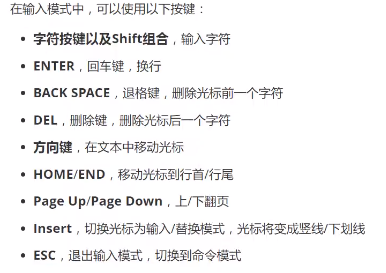 在输入模式中，可以使用以下按键：
• 字符按键以及Shift组合，输入字符
• ENTER，回车键，换行
• BACK SPACE，退格键，删除光标前一个字符
• DEL，删除键，删除光标后一个字符
• 方向键，在文本中移动光标
• HOME/END，移动光标到行首/行尾
• Page Up/Page Down，上/下翻页
• Insert，切换光标为输入/替换模式，光标将变成竖线/下划线
• ESC，退出输入模式，切换到命令模式